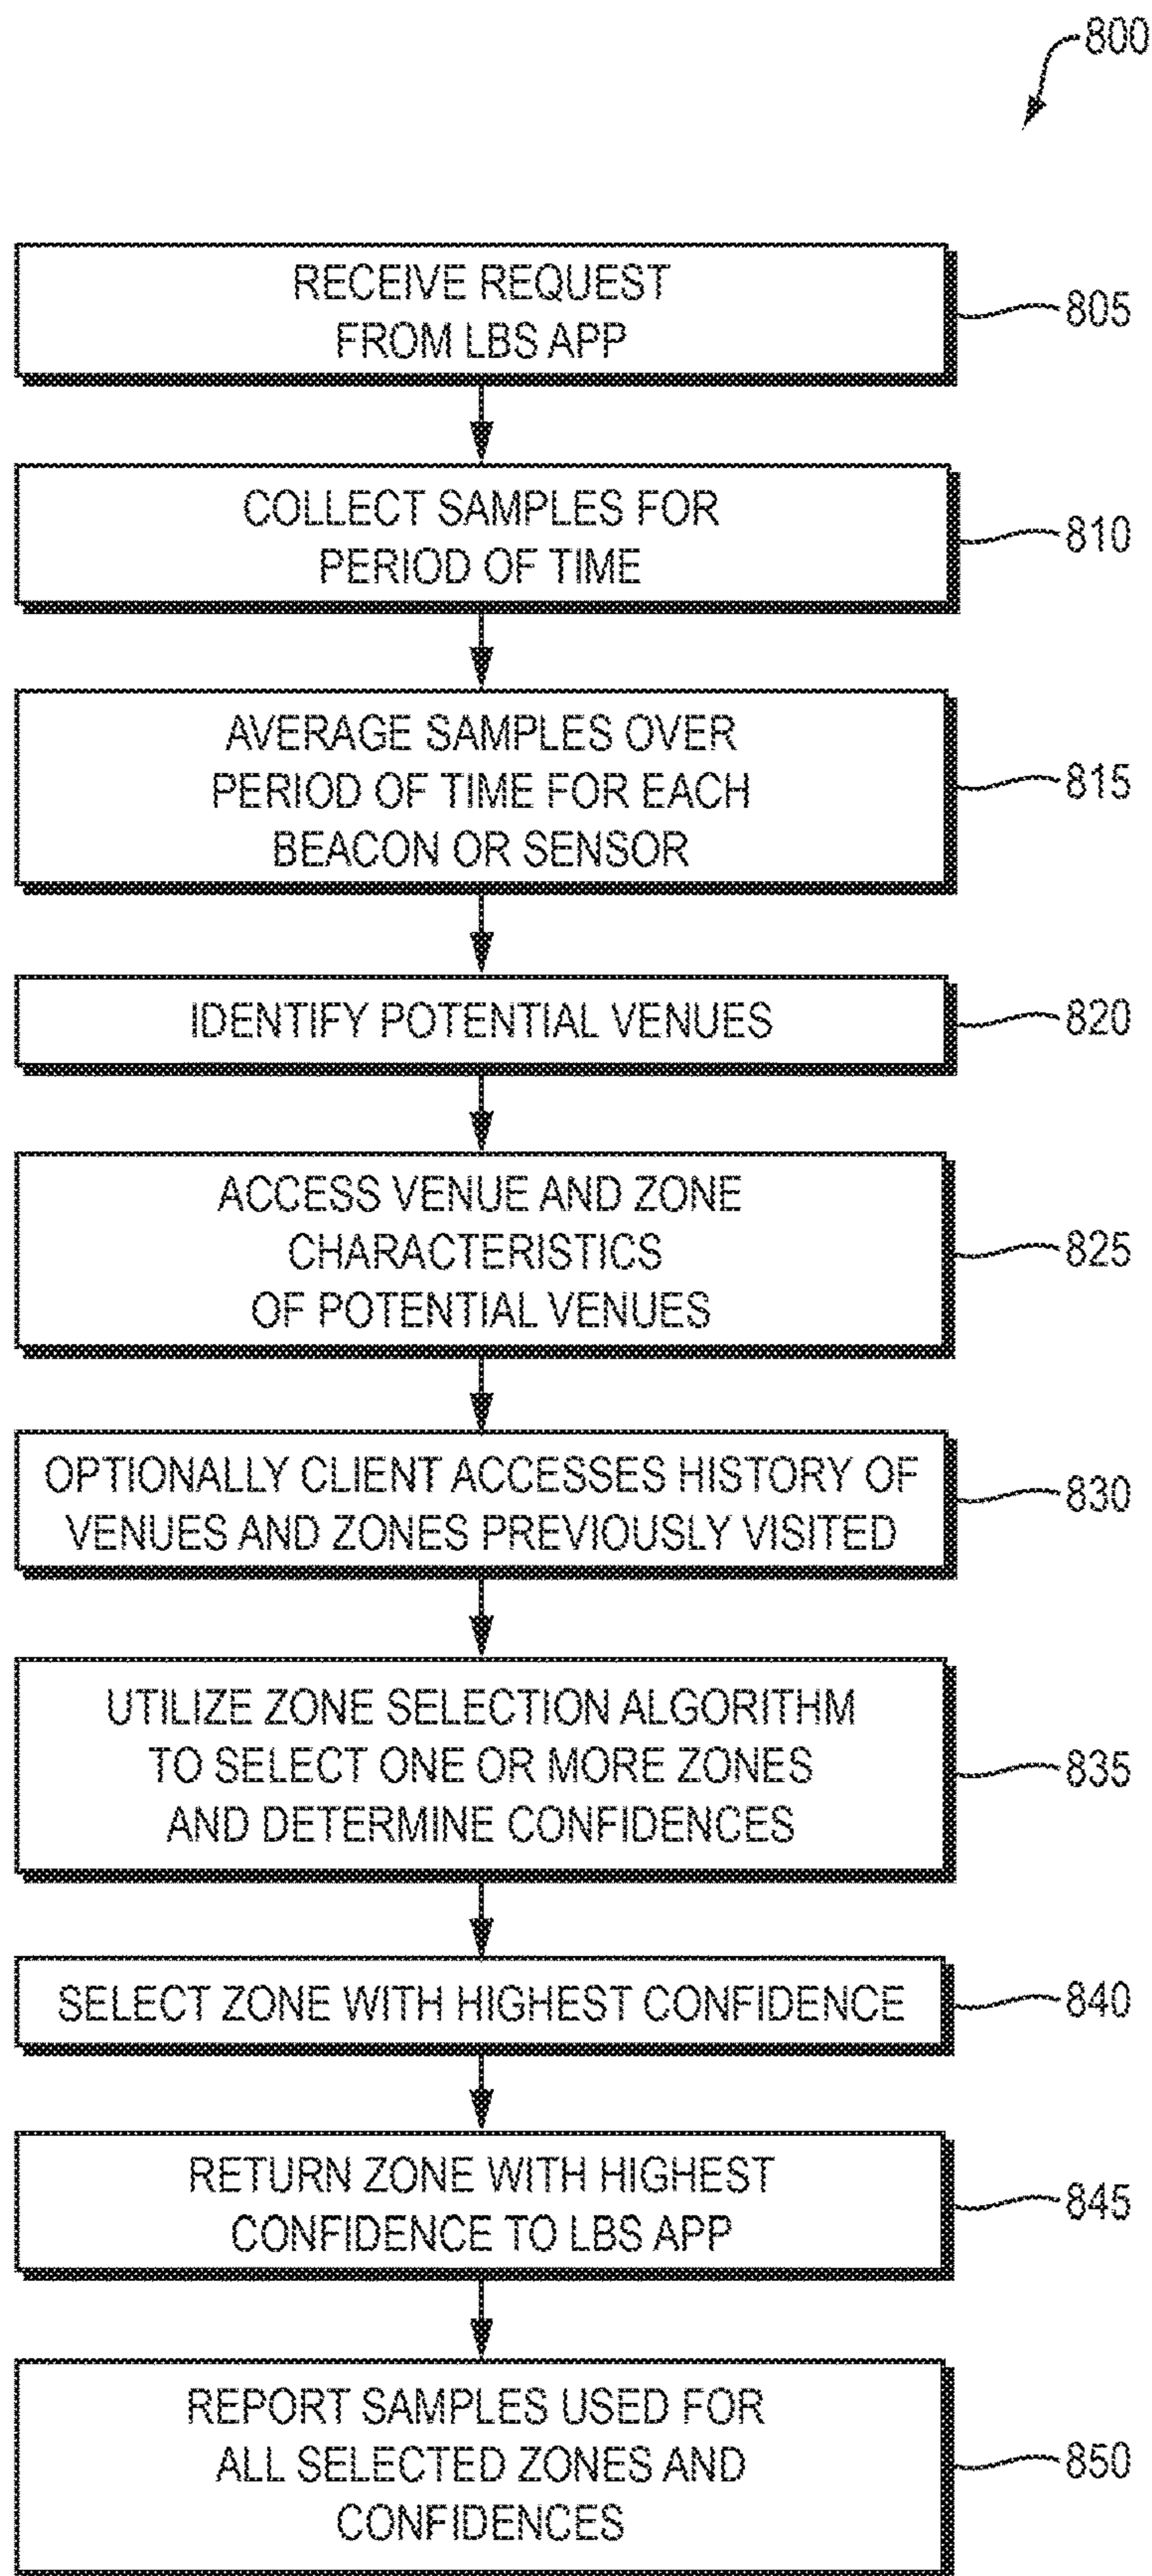 800
RECEIVE REQUEST
FROM LBS APP
805
COLLECT SAMPLES FOR
PERIOD OF TIME
810
AVERAGE SAMPLES OVER
PERIOD OF TIME FOR EACH
BEACON OR SENSOR
815
IDENTIFY POTENTIAL VENUES
820
ACCESS VENUE AND ZONE
CHARACTERISTICS
OF POTENTIAL VENUES
825
OPTIONALLY CLIENT ACCESSES HISTORY OF
VENUES AND ZONES PREVIOUSLY VISITED
830
UTILIZE ZONE SELECTION ALGORITHM
TO SELECT ONE OR MORE ZONES
AND DETERMINE CONFIDENCES
835
SELECT ZONE WITH HIGHEST CONFIDENCE
840
RETURN ZONE WITH HIGHEST
CONFIDENCE TO LBS APP
845
REPORT SAMPLES USED FOR
ALL SELECTED ZONES AND
CONFIDENCES
850